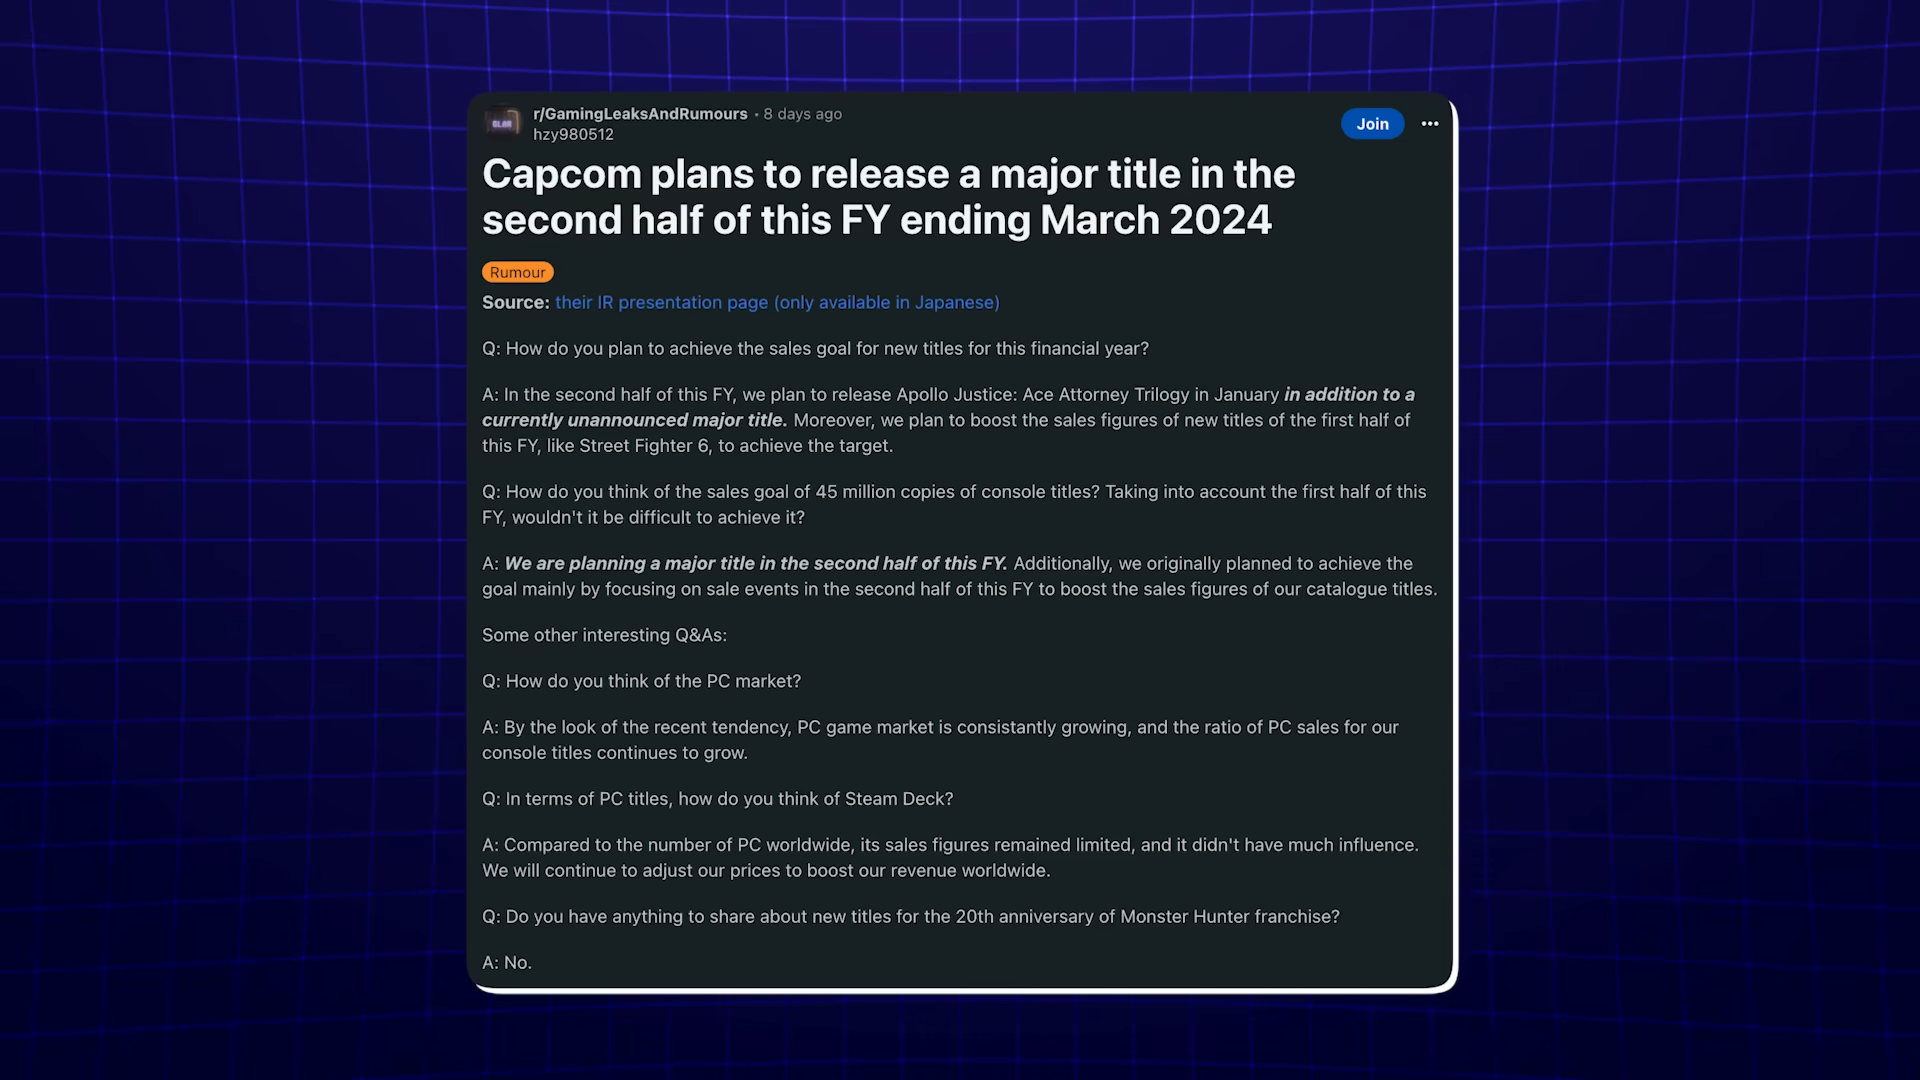 r/GamingLeaksAndRumours • 8 days ago
hzy980512
GLAR
Join
Capcom plans to release a major title in the
second half of this FY ending March 2024
Rumour
Source: their IR presentation page (only available in Japanese)
Q: How do you plan to achieve the sales goal for new titles for this financial year?
A: In the second half of this FY, we plan to release Apollo Justice: Ace Attorney Trilogy in January in addition to a
currently unannounced major title. Moreover, we plan to boost the sales figures of new titles of the first half of
this FY, like Street Fighter 6, to achieve the target.
Q: How do you think of the sales goal of 45 million copies of console titles? Taking into account the first half of this
FY, wouldn't it be difficult to achieve it?
A: We are planning a major title in the second half of this FY. Additionally, we originally planned to achieve the
goal mainly by focusing on sale events in the second half of this FY to boost the sales figures of our catalogue titles.
Some other interesting Q&As:
Q: How do you think of the PC market?
A: By the look of the recent tendency, PC game market is consistantly growing, and the ratio of PC sales for our
console titles continues to grow.
Q: In terms of PC titles, how do you think of Steam Deck?
A: Compared to the number of PC worldwide, its sales figures remained limited, and it didn't have much influence.
We will continue to adjust our prices to boost our revenue worldwide.
Q: Do you have anything to share about new titles for the 20th anniversary of Monster Hunter franchise?
A: No.